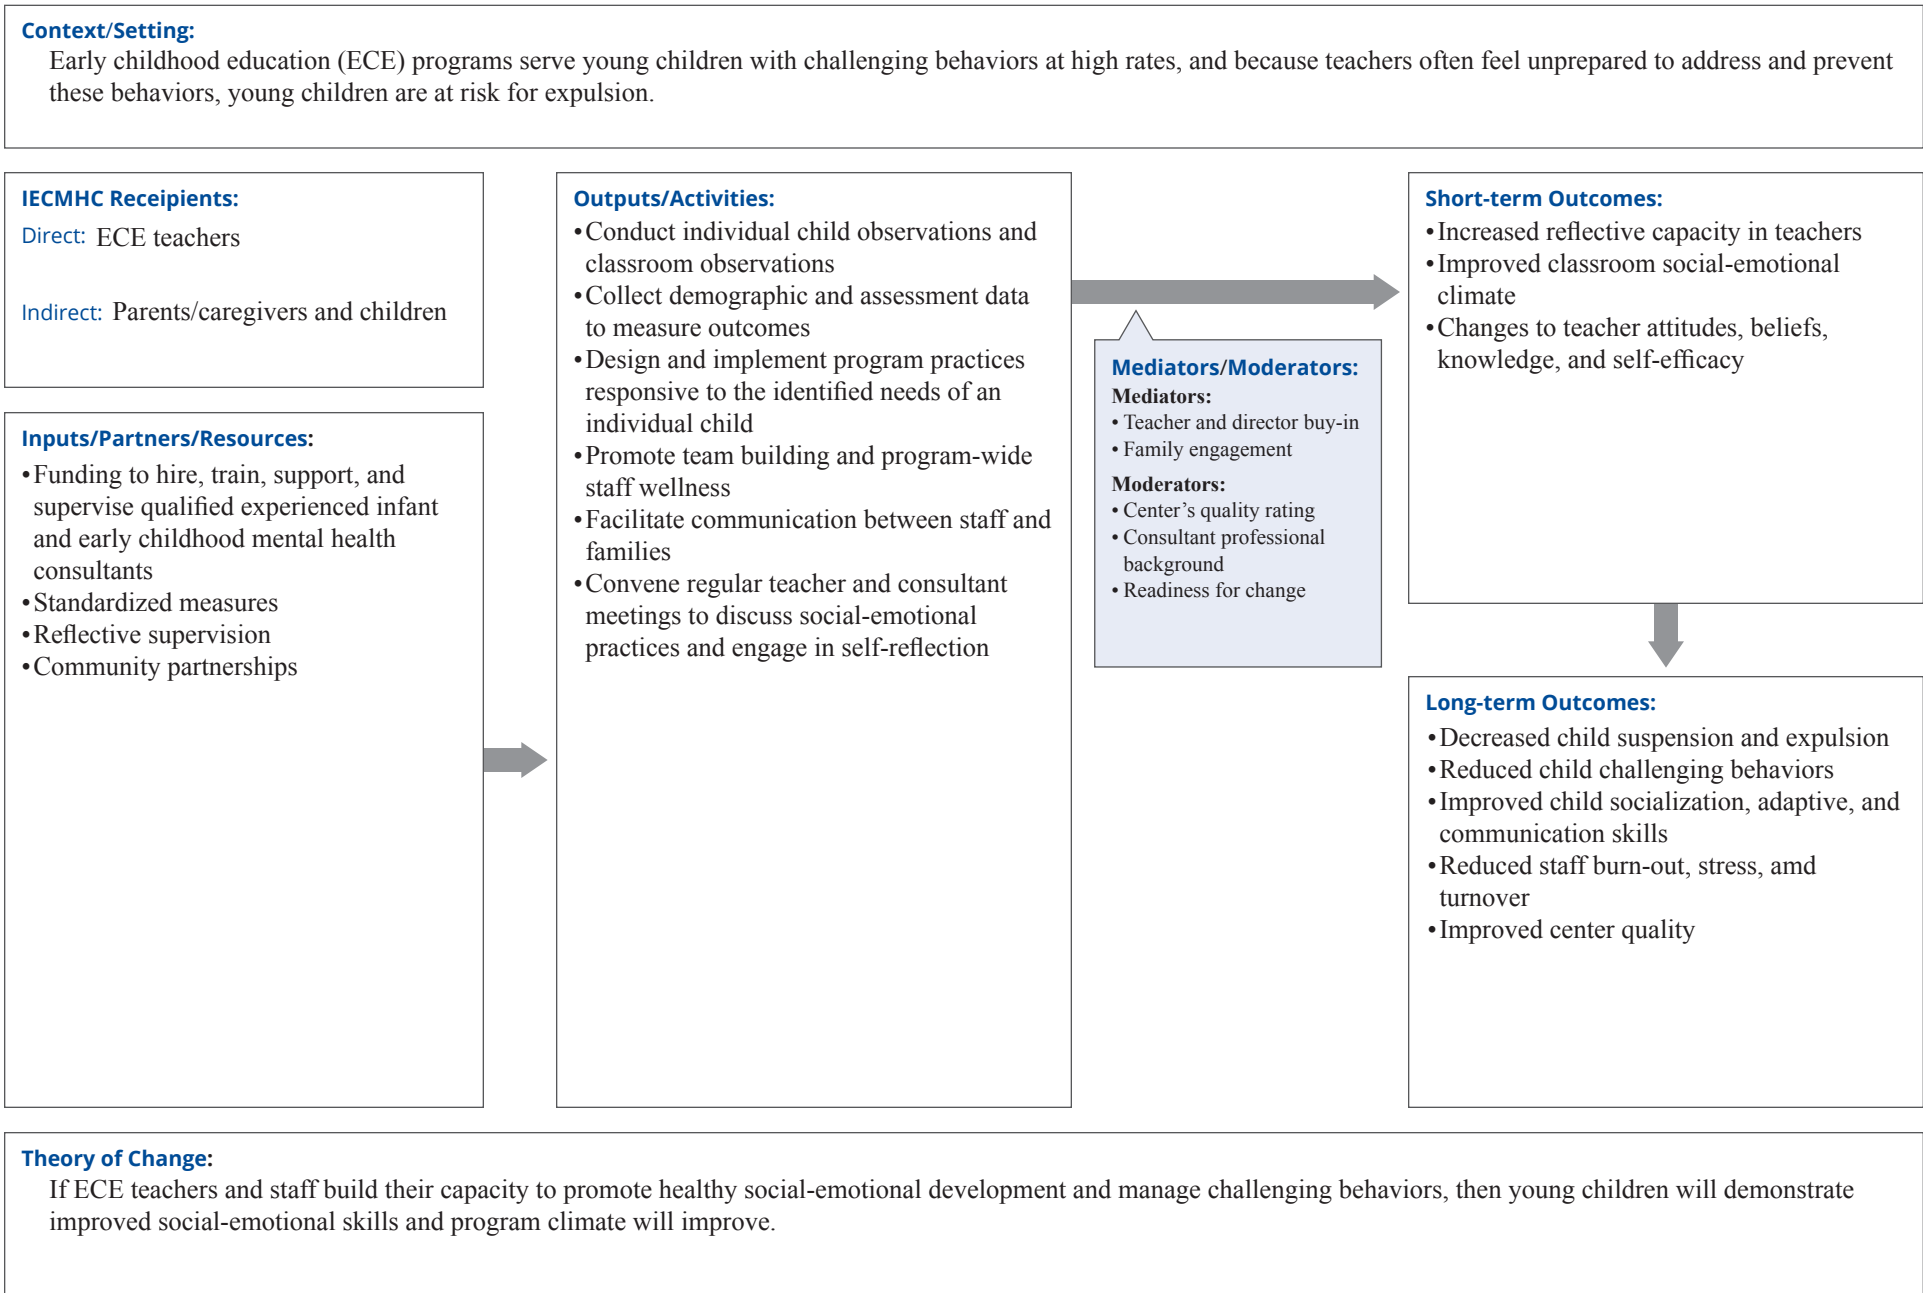 Context/Setting:
Early childhood education (ECE) programs serve young children with challenging behaviors at high rates, and because teachers often feel unprepared to address and prevent
these behaviors, young children are at risk for expulsion.
IECMHC Receipients:
Direct: ECE teachers
Indirect: Parents/caregivers and children
Inputs/Partners/Resources:
•Funding to hire, train, support, and
supervise qualified experienced infant
and early childhood mental health
consultants
•Standardized measures
•Reflective supervision
•Community partnerships
Outputs/Activities:
•Conduct individual child observations and
classroom observations
•Collect demographic and assessment data
to measure outcomes
•Design and implement program practices
responsive to the identified needs of an
individual child
•Promote team building and program-wide
staff wellness
•Facilitate communication between staff and
families
•Convene regular teacher and consultant
meetings to discuss social-emotional
practices and engage in self-reflection
Mediators/Moderators:
Mediators:
• Teacher and director buy-in
• Family engagement
Moderators:
• Center’s quality rating
• Consultant professional
background
• Readiness for change
Short-term Outcomes:
•Increased reflective capacity in teachers
•Improved classroom social-emotional
climate
•Changes to teacher attitudes, beliefs,
knowledge, and self-efficacy
Long-term Outcomes:
•Decreased child suspension and expulsion
•Reduced child challenging behaviors
•Improved child socialization, adaptive, and
communication skills
•Reduced staff burn-out, stress, amd
turnover
•Improved center quality
Theory of Change:
If ECE teachers and staff build their capacity to promote healthy social-emotional development and manage challenging behaviors, then young children will demonstrate
improved social-emotional skills and program climate will improve.